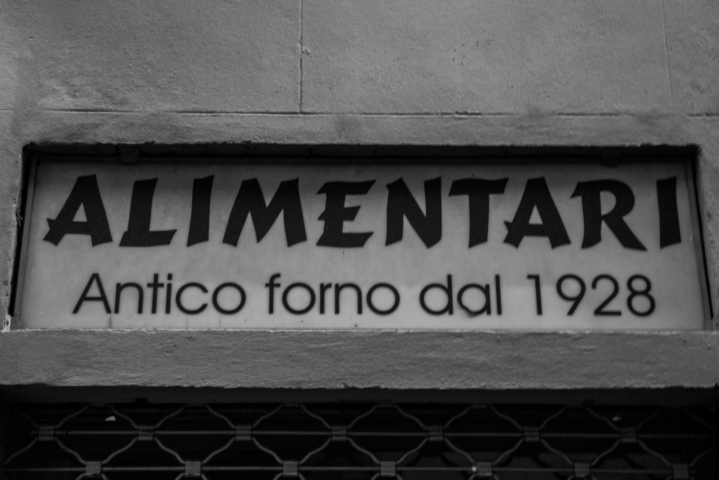 ALIMENTARI
Antico forno dal 1928